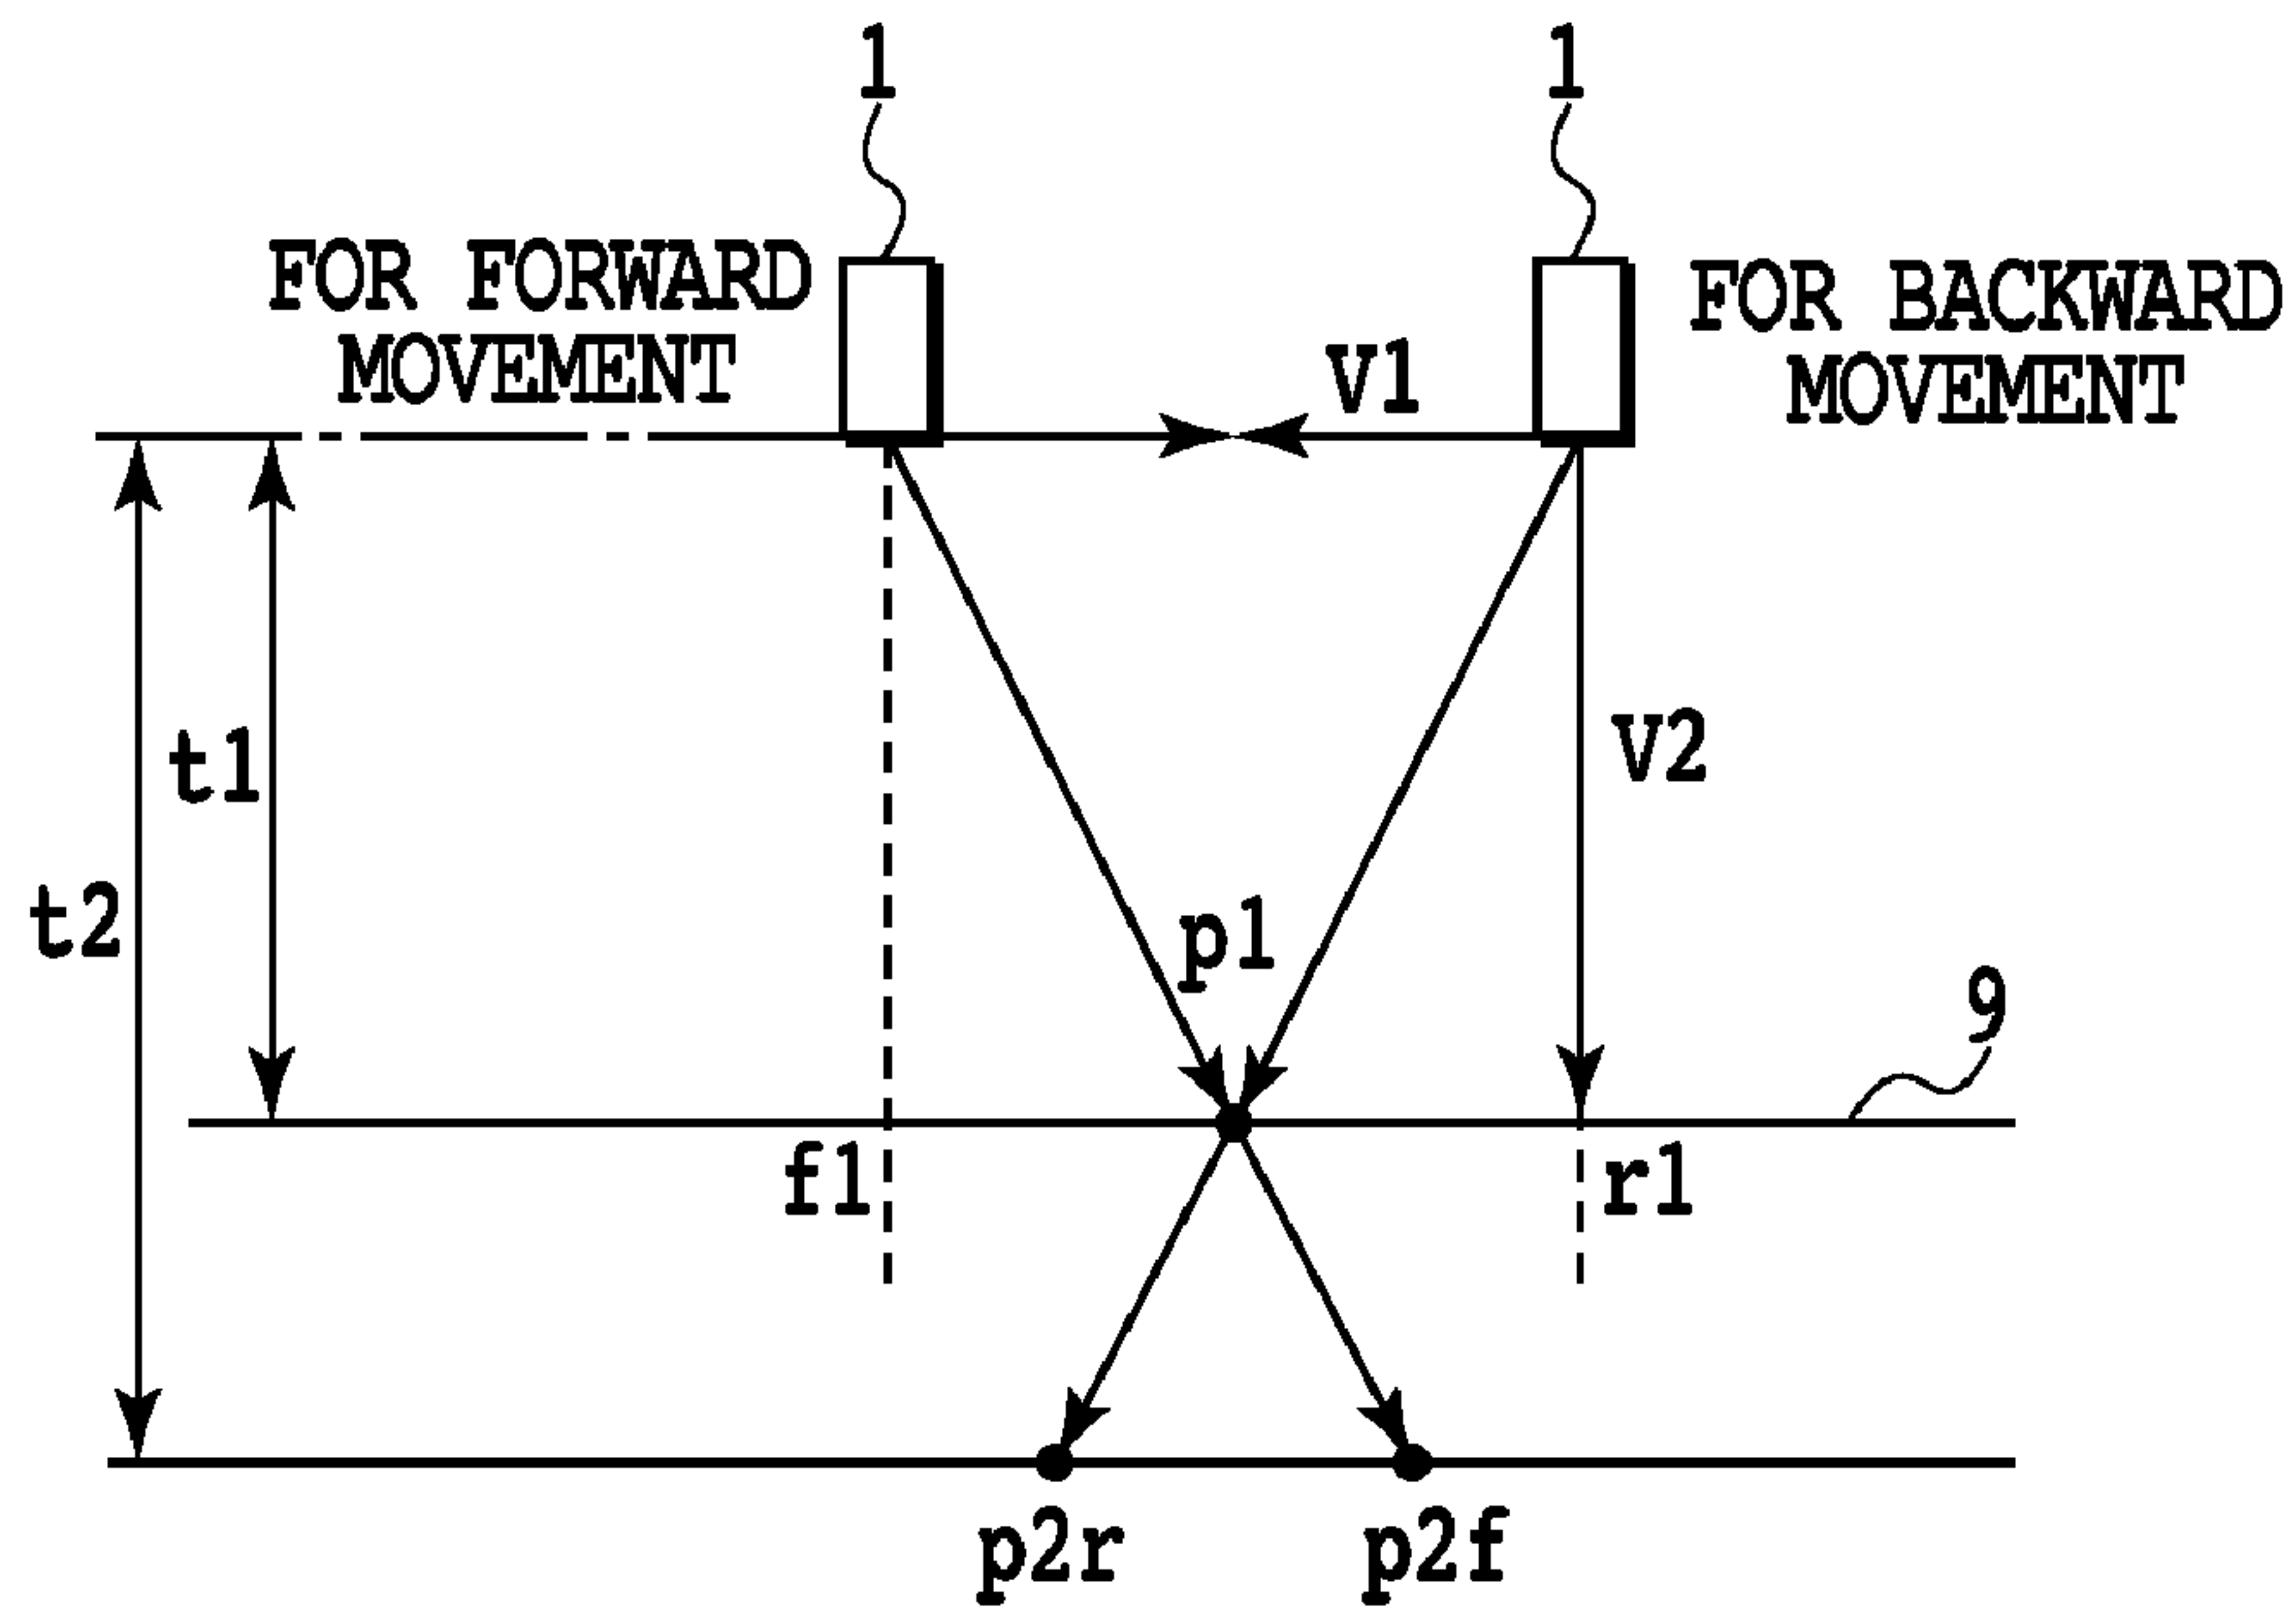 1
1
FOR FORWARD
MOVEMENT
FOR BACKWARD
MOVEMENT
v1
t1
v2
t2
p1
9
f1
r1
p2r
p2f